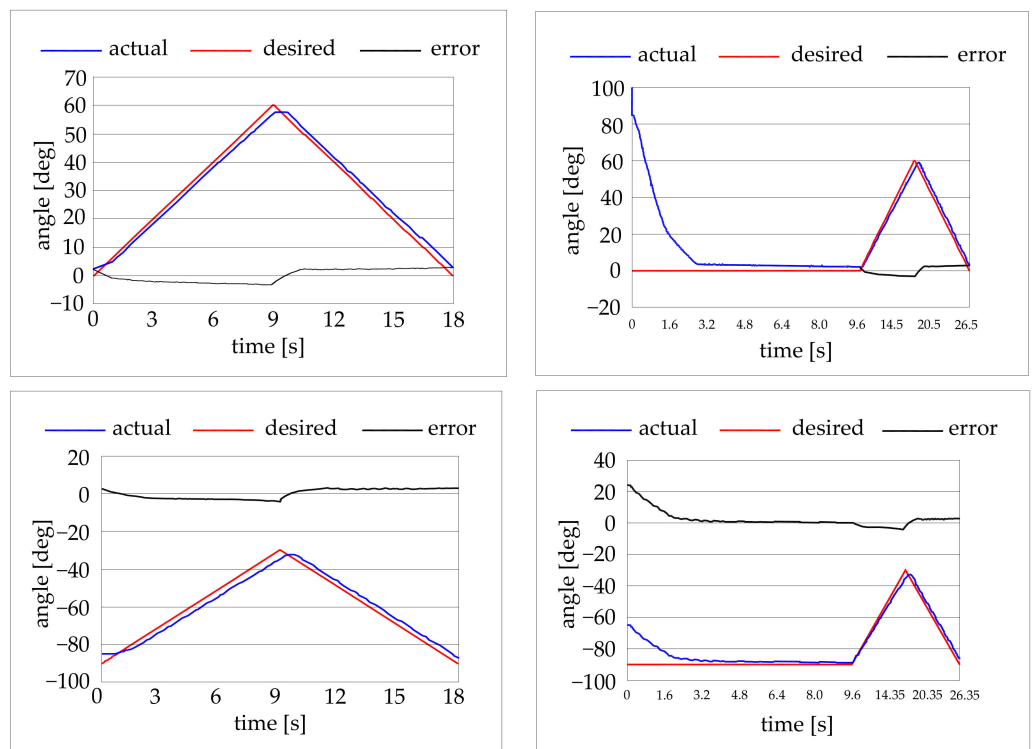 actual desired error
70
60
50
40
30
20
10
0
−10
angle [deg]
0 3 6 9 12 15 18
time [s]
actual desired error
100
80
60
40
20
0
−20
angle [deg]
0 1.6 3.2 4.8 6.4 8.0 9.6 14.5 20.5 26.5
time [s]
actual desired error
20
0
−20
−40
−60
−80
−100
angle [deg]
0 3 6 9 12 15 18
time [s]
actual desired error
40
20
0
−20
−40
−60
−80
−100
angle [deg]
0 1.6 3.2 4.8 6.4 8.0 9.6 14.35 20.35 26.35
time [s]